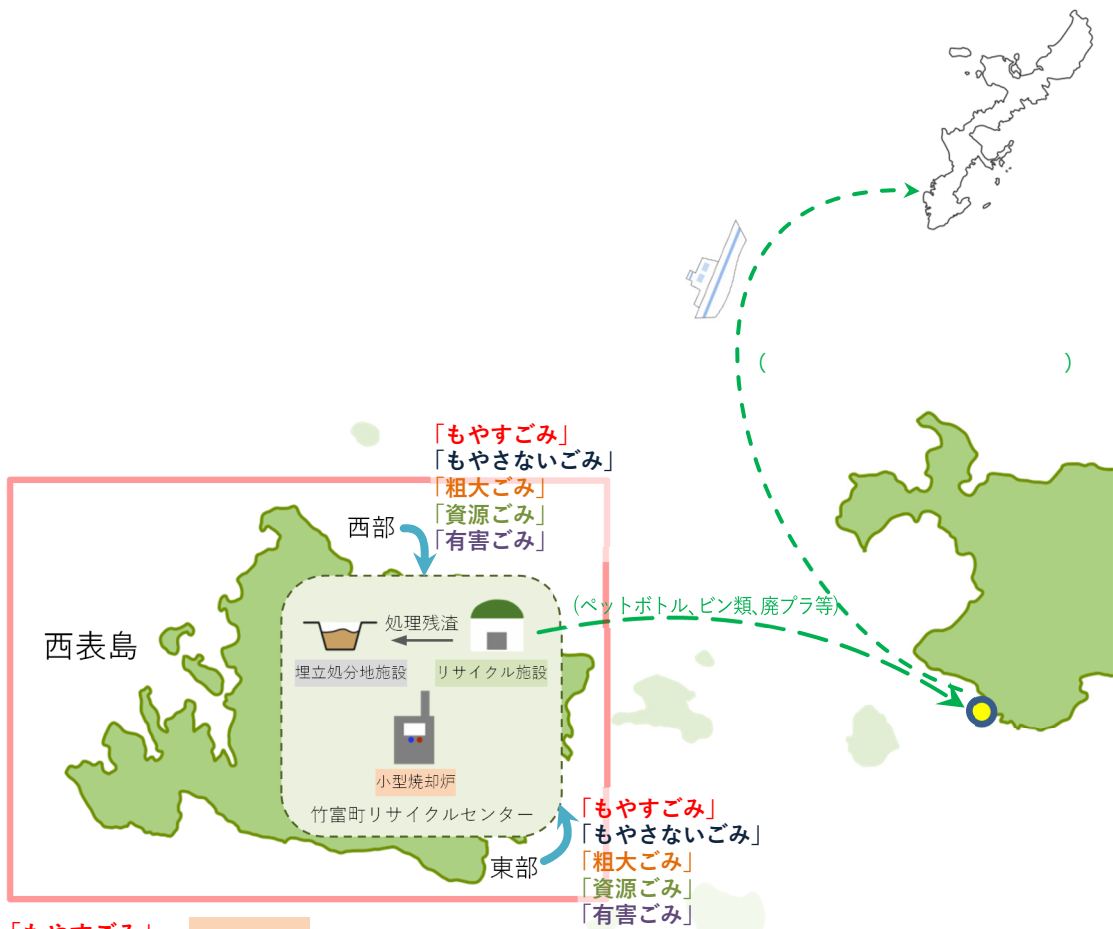 (　　　　　　　　　　)
「もやすごみ」
「もやさないごみ」
「粗大ごみ」
「資源ごみ」
「有害ごみ」
西部
(ペットボトル、ビン類、廃プラ等)
処理残渣
西表島
埋立処分地施設
リサイクル施設
小型焼却炉
竹富町リサイクルセンター
東部
「もやすごみ」
「もやさないごみ」
「粗大ごみ」
「資源ごみ」
「有害ごみ」
「もやすごみ」